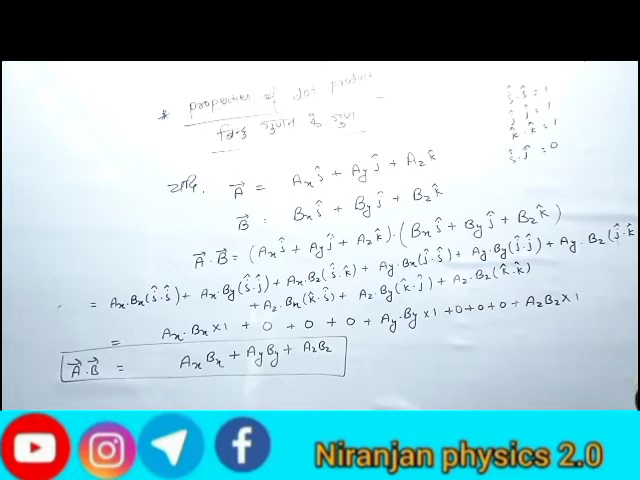 * properties of dot product
बिन्दु गुणन के गुण
î·î = 1
ĵ·ĵ = 1
k̂·k̂ = 1
î·ĵ = 0
यदि. A⃗ = Axî + Ayĵ + Azk̂
B⃗ = Bxî + Byĵ + Bzk̂
A⃗·B⃗ = (Axî + Ayĵ + Azk̂)·(Bxî + Byĵ + Bzk̂)
= Ax·Bx(î·î) + Ax·By(î·ĵ) + Ax·Bz(î·k̂) + Ay·Bx(ĵ·î) + Ay·By(ĵ·ĵ) + Ay·Bz(ĵ·k̂
+ Az·Bx(k̂·î) + Az·By(k̂·ĵ) + Az·Bz(k̂·k̂)
= Ax·Bx×1 + 0 + 0 + 0 + Ay·By×1 + 0+0+0 + AzBz×1
A⃗·B⃗ = AxBx + AyBy + AzBz
Niranjan physics 2.0